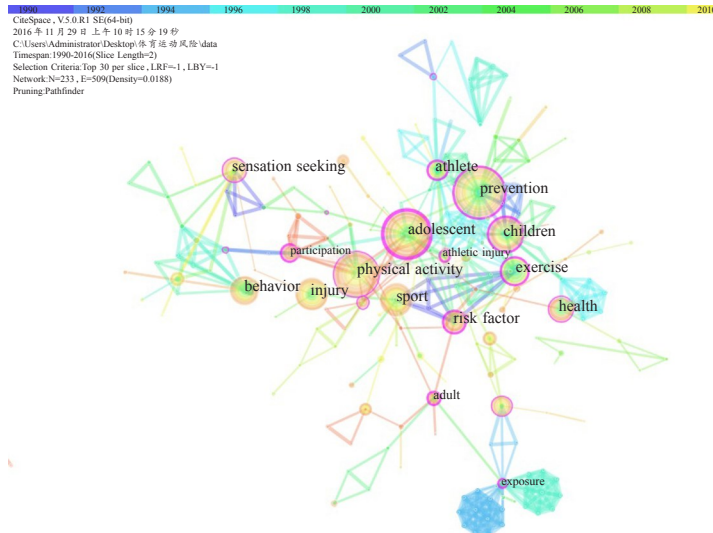 1990 1992 1994 1996 1998 2000 2002 2004 2006 2008 2010
CiteSpace , V.5.0.R1 SE(64-bit)
2016 年 11 月 29 日 上午 10 时 15 分 19 秒
C:\Users\Administrator\Desktop\体育运动风险\data
Timespan:1990-2016(Slice Length=2)
Selection Criteria:Top 30 per slice , LRF=-1 , LBY=-1
Network:N=233 , E=509(Density=0.0188)
Pruning:Pathfinder
sensation seeking
athlete
prevention
adolescent
children
participation
athletic injury
physical activity
exercise
behavior
injury
sport
health
risk factor
adult
exposure